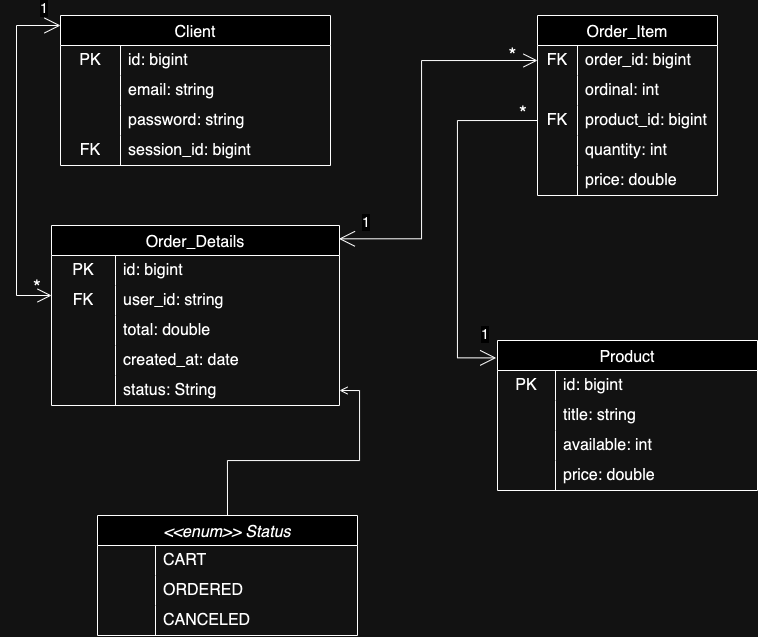 1
Client
PK id: bigint
email: string
password: string
FK session_id: bigint
Order_Item
* FK order_id: bigint
ordinal: int
* FK product_id: bigint
quantity: int
price: double
1
Order_Details
PK id: bigint
* FK user_id: string
total: double
created_at: date
status: String
1
Product
PK id: bigint
title: string
available: int
price: double
<<enum>> Status
CART
ORDERED
CANCELED